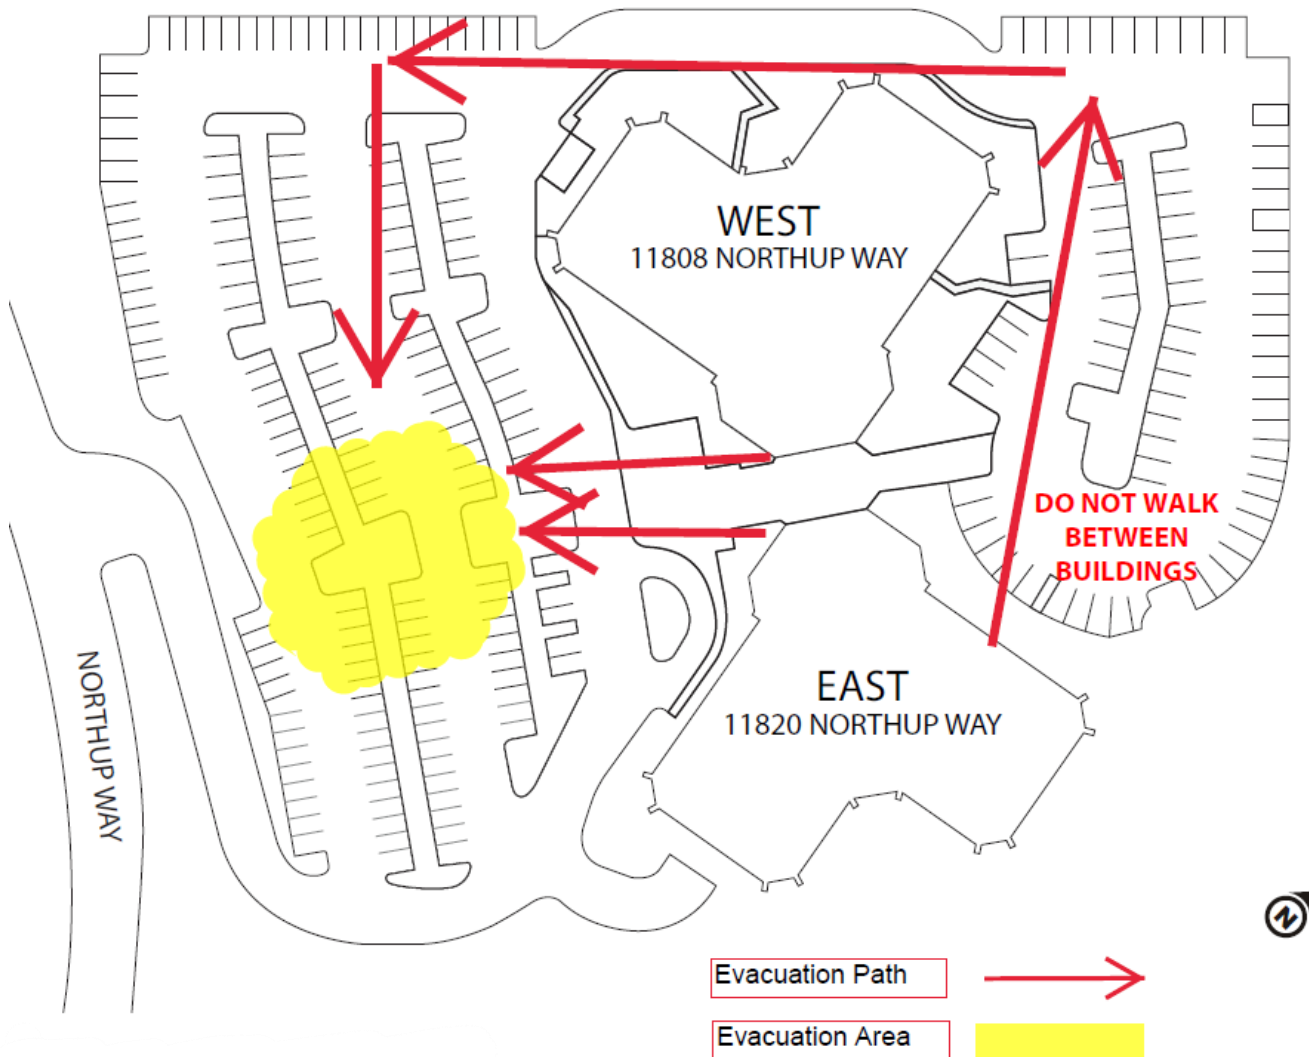 WEST
11808 NORTHUP WAY
DO NOT WALK
BETWEEN
BUILDINGS
EAST
11820 NORTHUP WAY
NORTHUP WAY
N
Evacuation Path
Evacuation Area